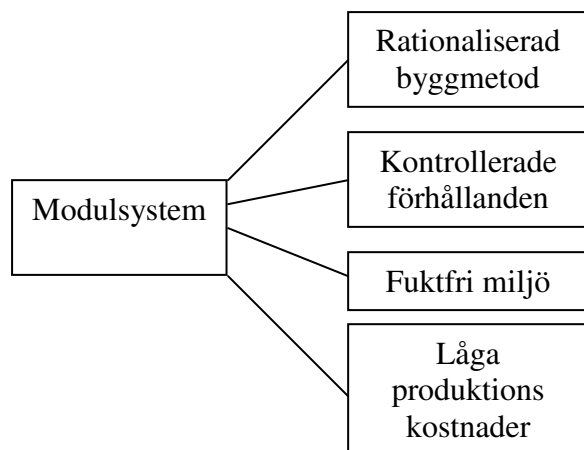 Rationaliserad
byggmetod
Kontrollerade
förhållanden
Modulsystem
Fuktfri miljö
Låga
produktions
kostnader